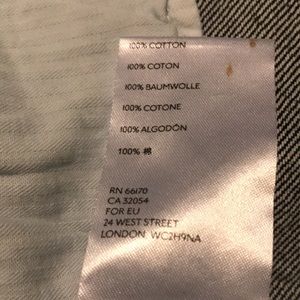 100% COTTON
100% COTON
100% BAUMWOLLE
100% COTONE
100% ALGODÓN
100% 棉
RN 66170
CA 32054
FOR EU
24 WEST STREET
LONDON WC2H9NA